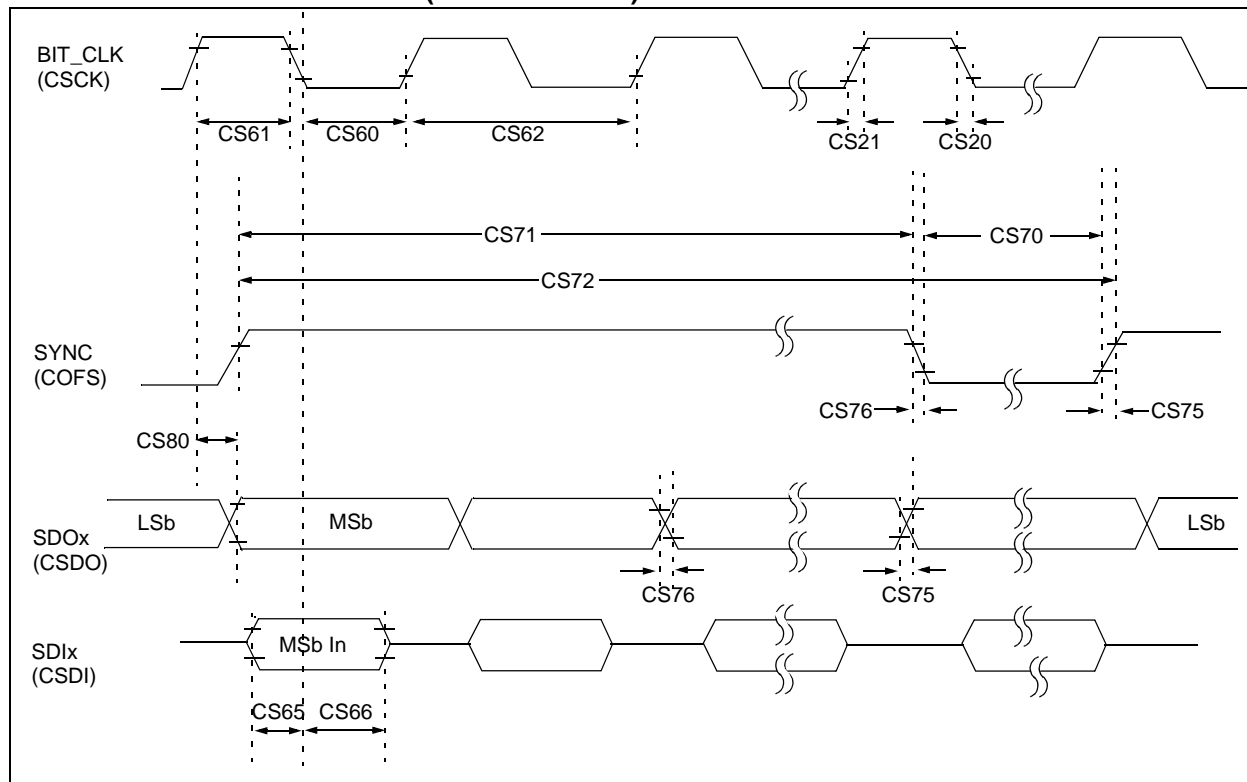 BIT_CLK
(CSCK)
CS61
CS60
CS62
CS21
CS20
CS71
CS70
CS72
SYNC
(COFS)
CS76
CS75
CS80
SDOx
(CSDO)
LSb
MSb
LSb
CS76
CS75
SDIx
(CSDI)
MSb In
CS65
CS66